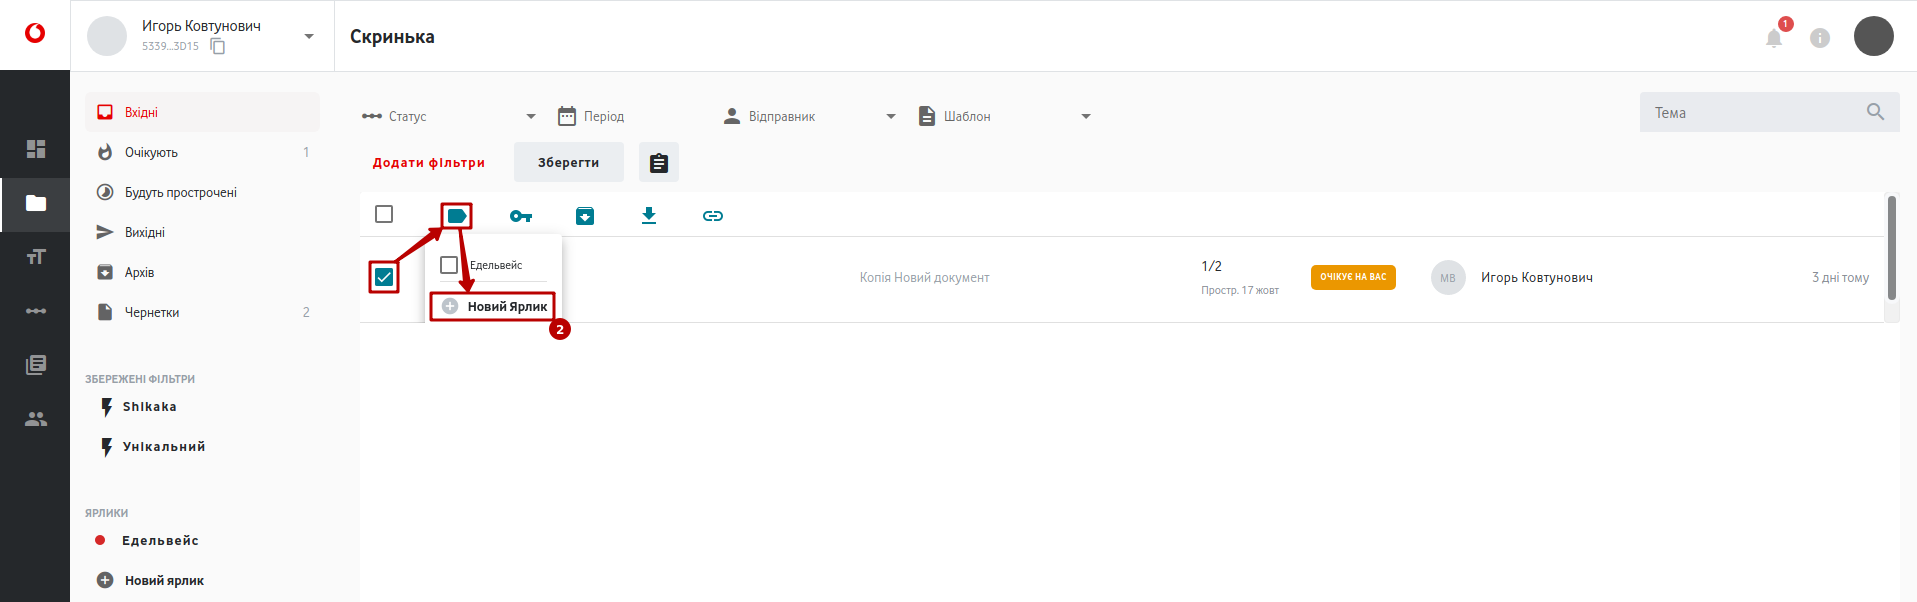 Игорь Ковтунович
5339...3D15
Скринька
1
Вхідні
Очікують 1
Будуть прострочені
Вихідні
Архів
Чернетки 2
ЗБЕРЕЖЕНІ ФІЛЬТРИ
Shikaka
Унікальний
ЯРЛИКИ
Едельвейс
Новий ярлик
Статус Період Відправник Шаблон
Тема
Додати фільтри Зберегти
Едельвейс
Новий Ярлик
2
Копія Новий документ
1/2
Простр. 17 жовт
ОЧІКУЄ НА ВАС
МВ
Игорь Ковтунович
3 дні тому